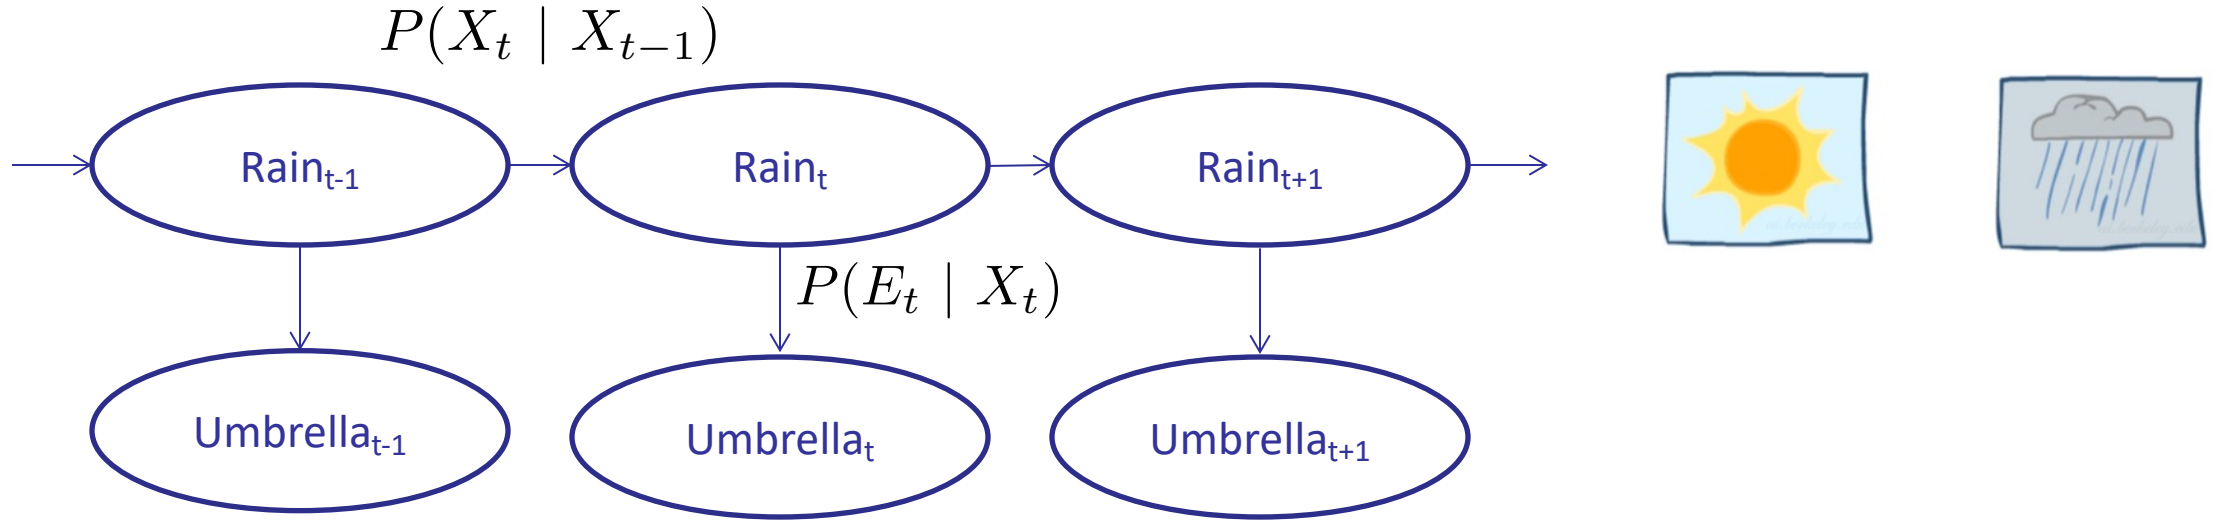 P(X_t | X_{t-1})
Rain_{t-1}
Rain_t
Rain_{t+1}
P(E_t | X_t)
Umbrella_{t-1}
Umbrella_t
Umbrella_{t+1}